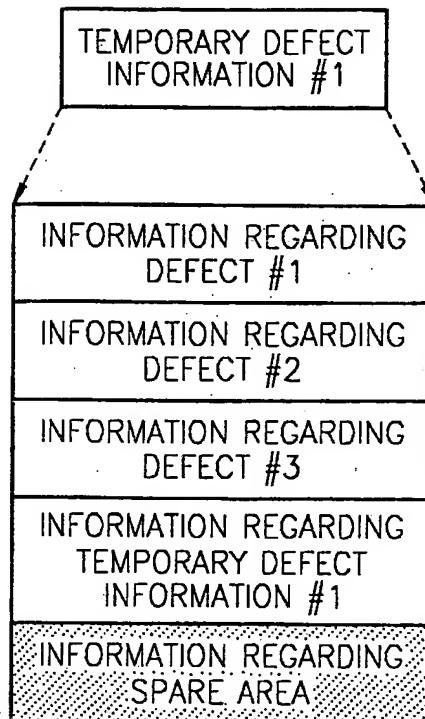 TEMPORARY DEFECT
INFORMATION #1
INFORMATION REGARDING
DEFECT #1
INFORMATION REGARDING
DEFECT #2
INFORMATION REGARDING
DEFECT #3
INFORMATION REGARDING
TEMPORARY DEFECT
INFORMATION #1
INFORMATION REGARDING
SPARE AREA